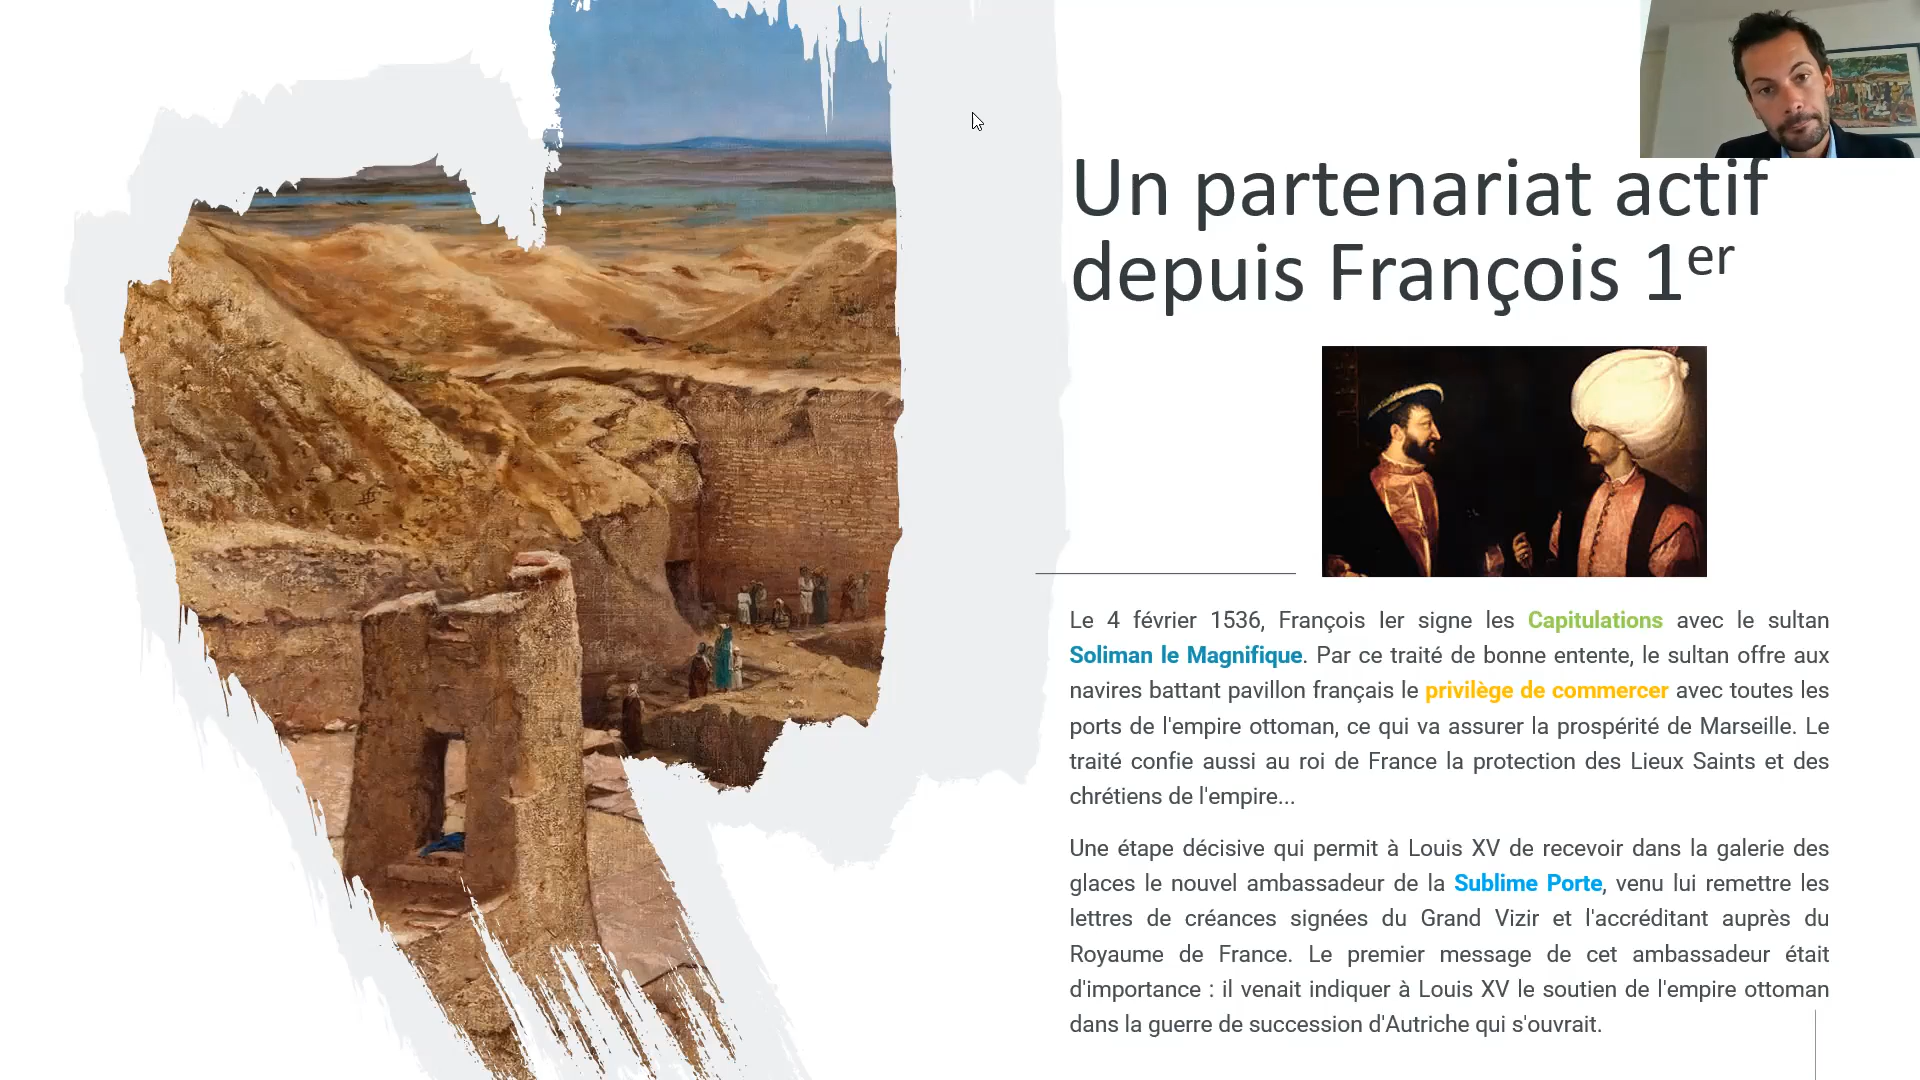 Un partenariat actif
depuis François 1er
Le 4 février 1536, François Ier signe les Capitulations avec le sultan
Soliman le Magnifique. Par ce traité de bonne entente, le sultan offre aux
navires battant pavillon français le privilège de commercer avec toutes les
ports de l'empire ottoman, ce qui va assurer la prospérité de Marseille. Le
traité confie aussi au roi de France la protection des Lieux Saints et des
chrétiens de l'empire...
Une étape décisive qui permit à Louis XV de recevoir dans la galerie des
glaces le nouvel ambassadeur de la Sublime Porte, venu lui remettre les
lettres de créances signées du Grand Vizir et l'accréditant auprès du
Royaume de France. Le premier message de cet ambassadeur était
d'importance : il venait indiquer à Louis XV le soutien de l'empire ottoman
dans la guerre de succession d'Autriche qui s'ouvrait.